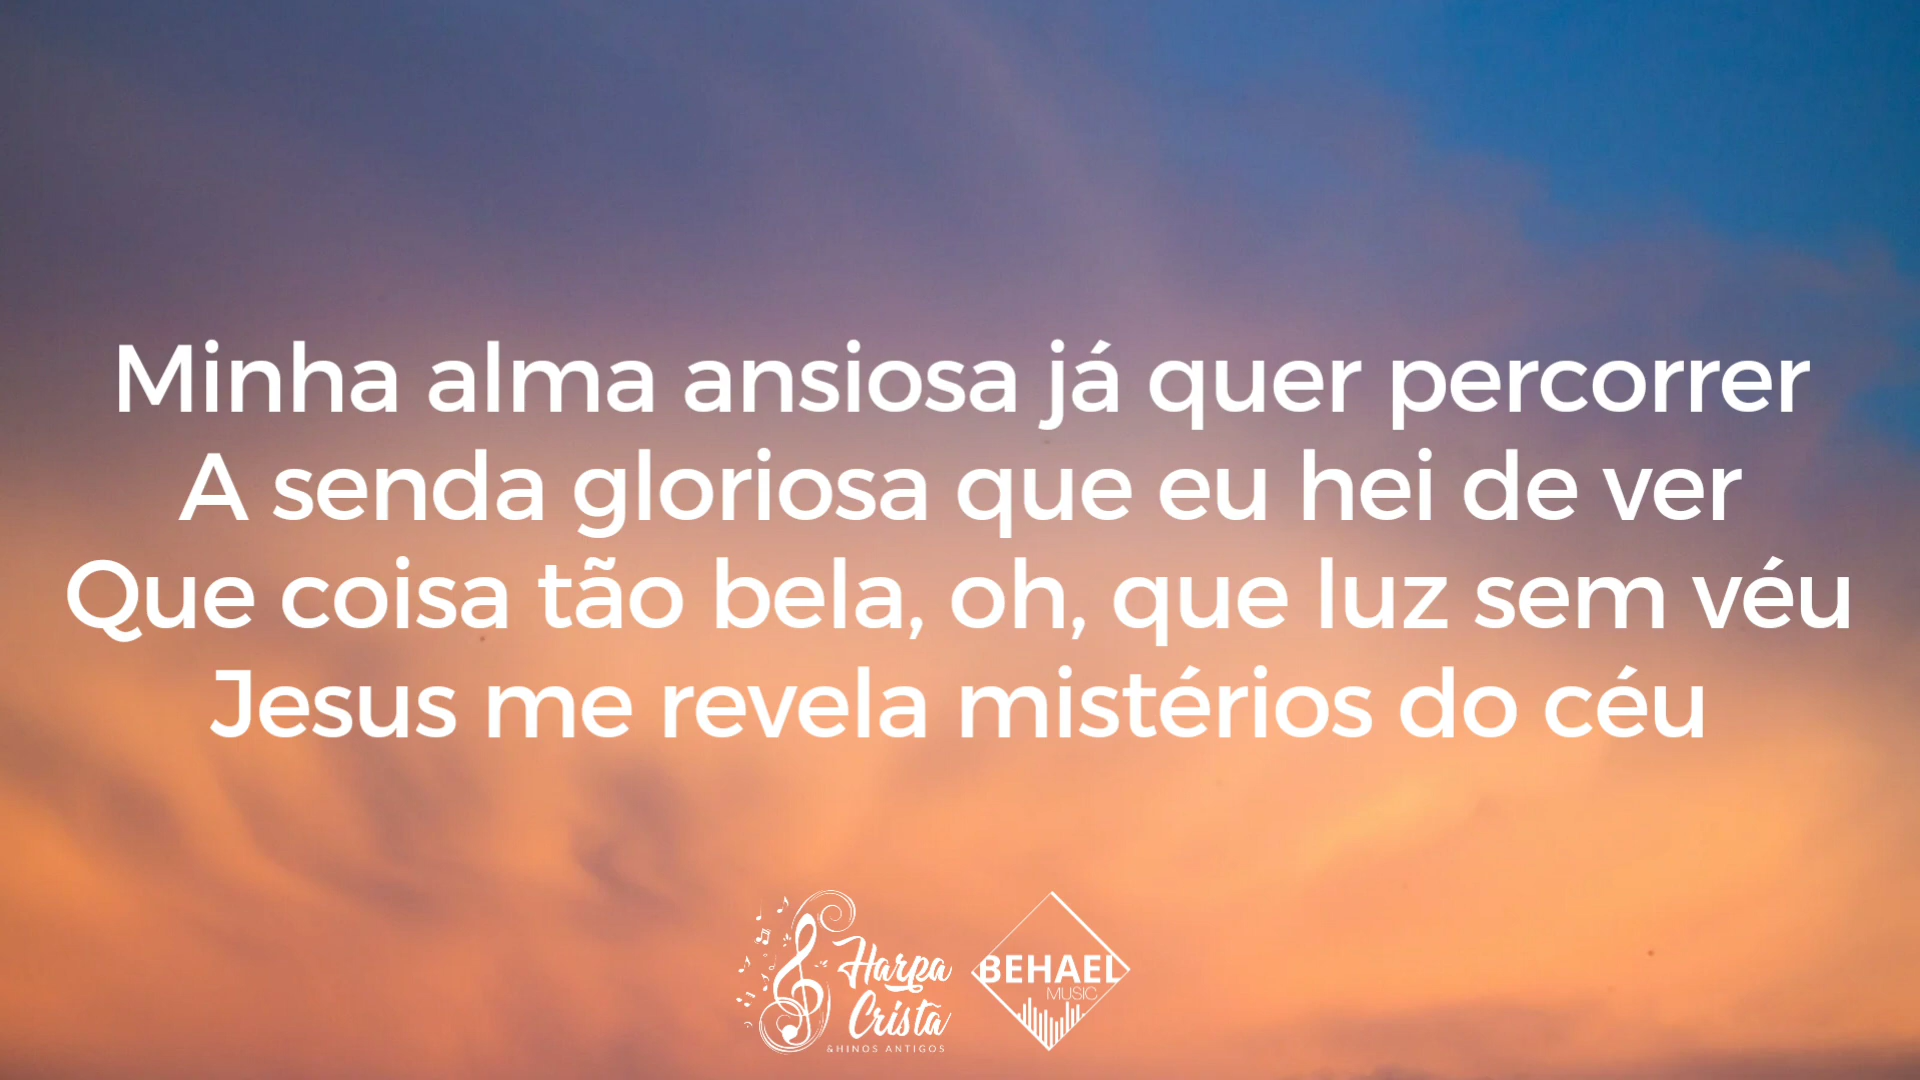 Minha alma ansiosa já quer percorrer
A senda gloriosa que eu hei de ver
Que coisa tão bela, oh, que luz sem véu
Jesus me revela mistérios do céu
Harpa
Cristã
&HINOS ANTIGOS
BEHAEL
MUSIC